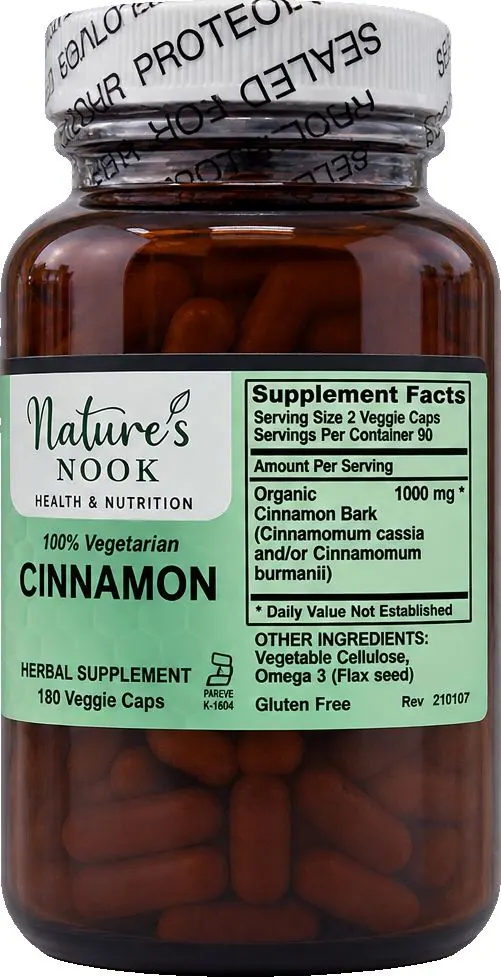 SEALED FOR
YOUR PROTECTION
Nature's
NOOK
HEALTH & NUTRITION
100% Vegetarian
CINNAMON
HERBAL SUPPLEMENT
180 Veggie Caps
PAREVE
K-1604
Supplement Facts
Serving Size 2 Veggie Caps
Servings Per Container 90
Amount Per Serving
Organic 1000 mg *
Cinnamon Bark
(Cinnamomum cassia
and/or Cinnamomum
burmanii)
* Daily Value Not Established
OTHER INGREDIENTS:
Vegetable Cellulose,
Omega 3 (Flax seed)
Gluten Free Rev 210107